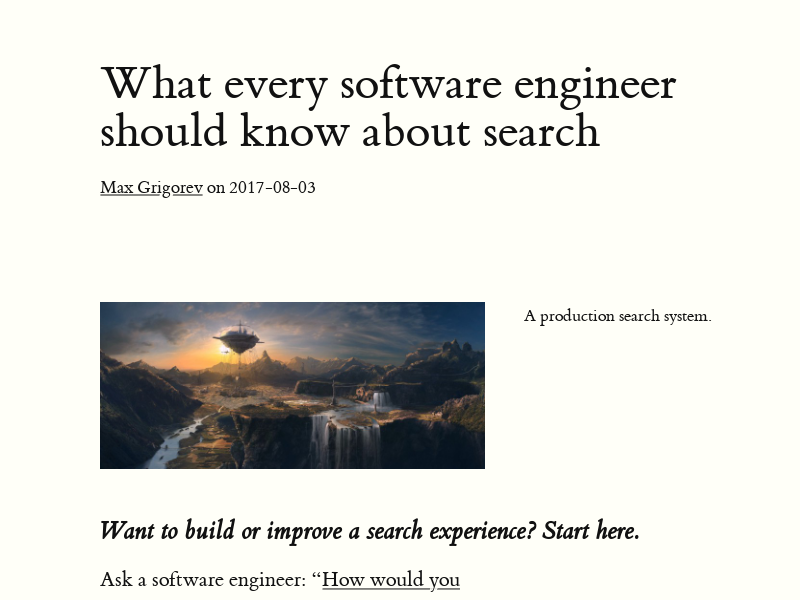 What every software engineer
should know about search
Max Grigorev on 2017-08-03
A production search system.
Want to build or improve a search experience? Start here.
Ask a software engineer: “How would you